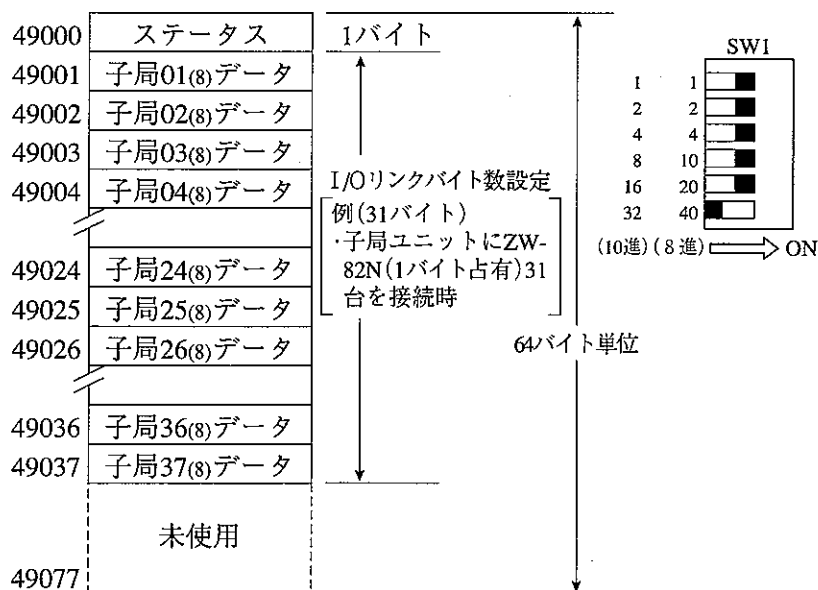 49000 ステータス 1バイト
49001 子局01(8)データ
49002 子局02(8)データ
49003 子局03(8)データ
49004 子局04(8)データ
49024 子局24(8)データ
49025 子局25(8)データ
49026 子局26(8)データ
49036 子局36(8)データ
49037 子局37(8)データ
未使用
49077
I/Oリンクバイト数設定
例(31バイト)
・子局ユニットにZW-
82N(1バイト占有)31
台を接続時
64バイト単位
SW1
1 1
2 2
4 4
8 10
16 20
32 40
(10進)(8進) ON